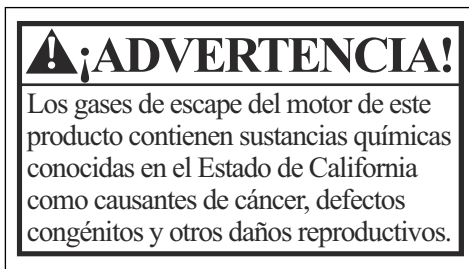 ¡ADVERTENCIA!
Los gases de escape del motor de este
producto contienen sustancias químicas
conocidas en el Estado de California
como causantes de cáncer, defectos
congénitos y otros daños reproductivos.